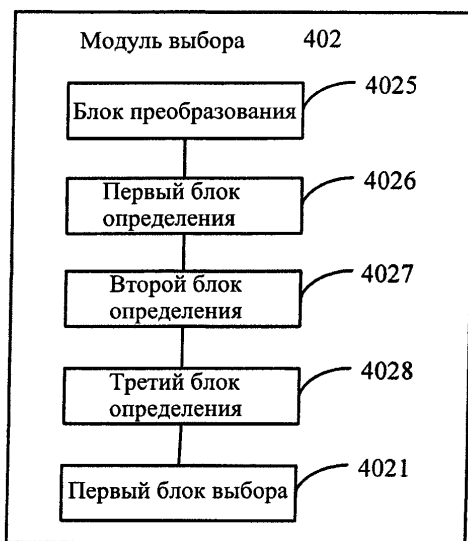 Модуль выбора 402
Блок преобразования
4025
Первый блок
определения
4026
Второй блок
определения
4027
Третий блок
определения
4028
Первый блок выбора
4021